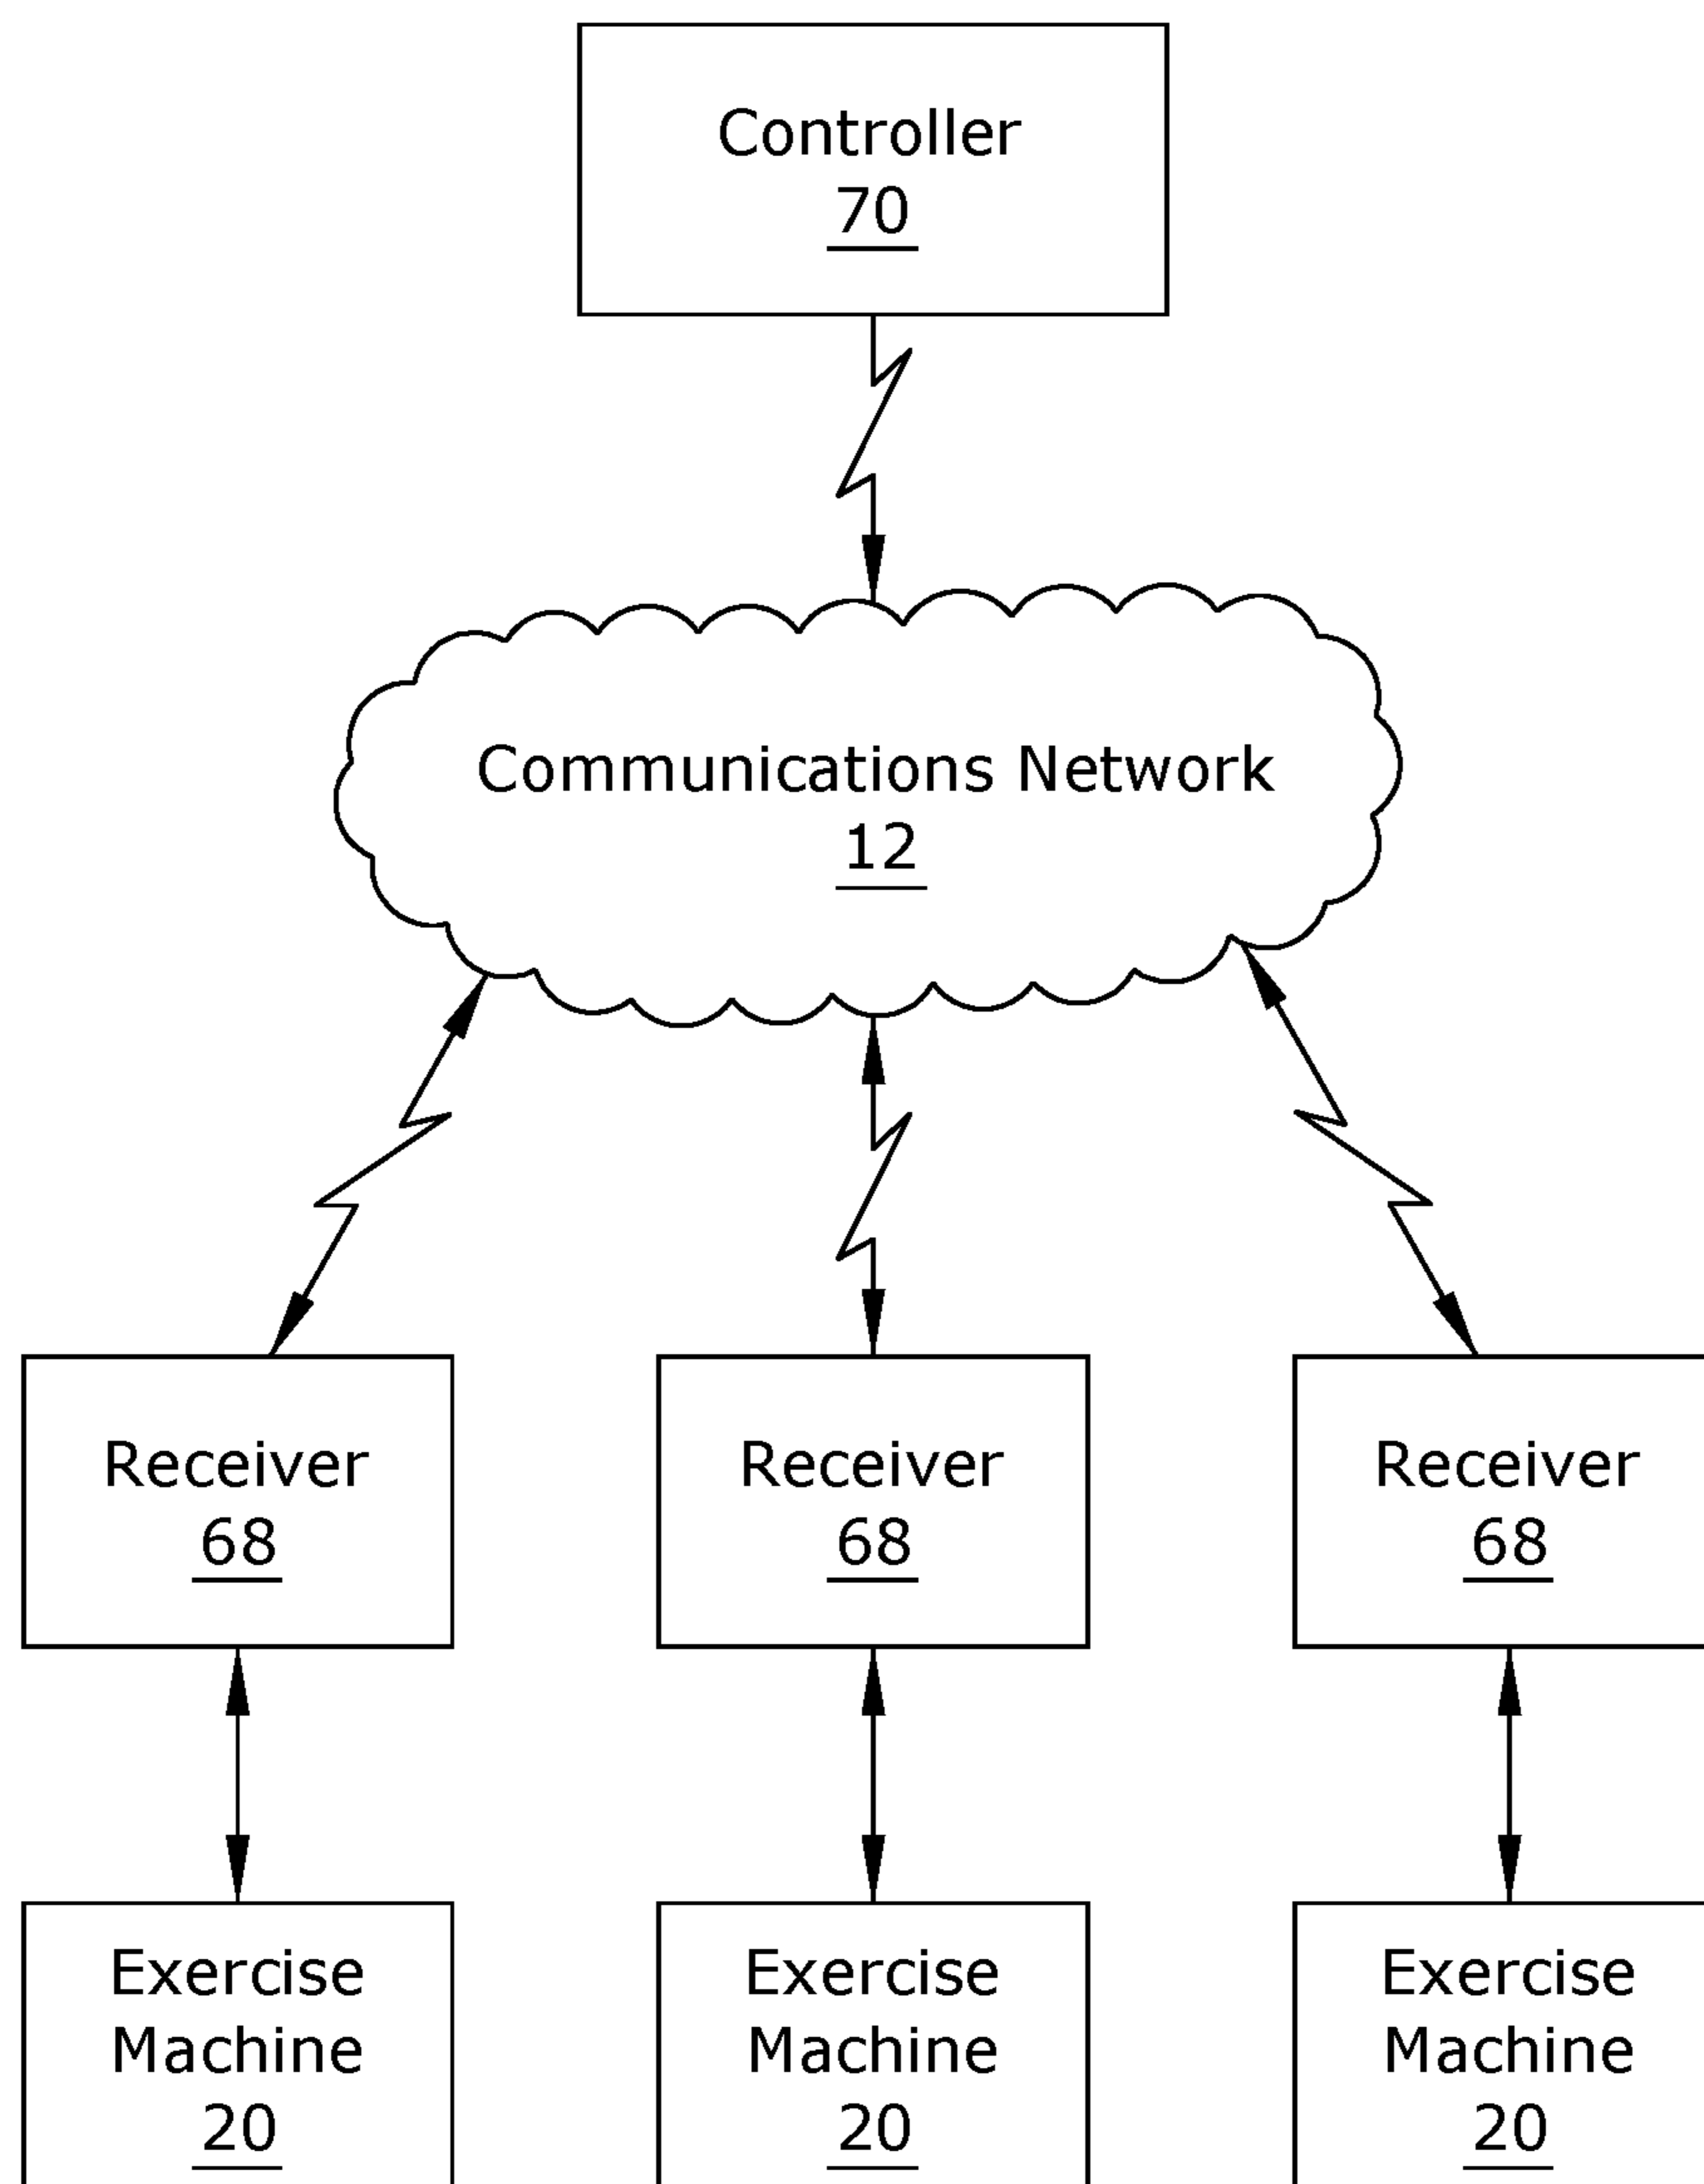 Controller
70
Communications Network
12
Receiver
68
Receiver
68
Receiver
68
Exercise
Machine
20
Exercise
Machine
20
Exercise
Machine
20